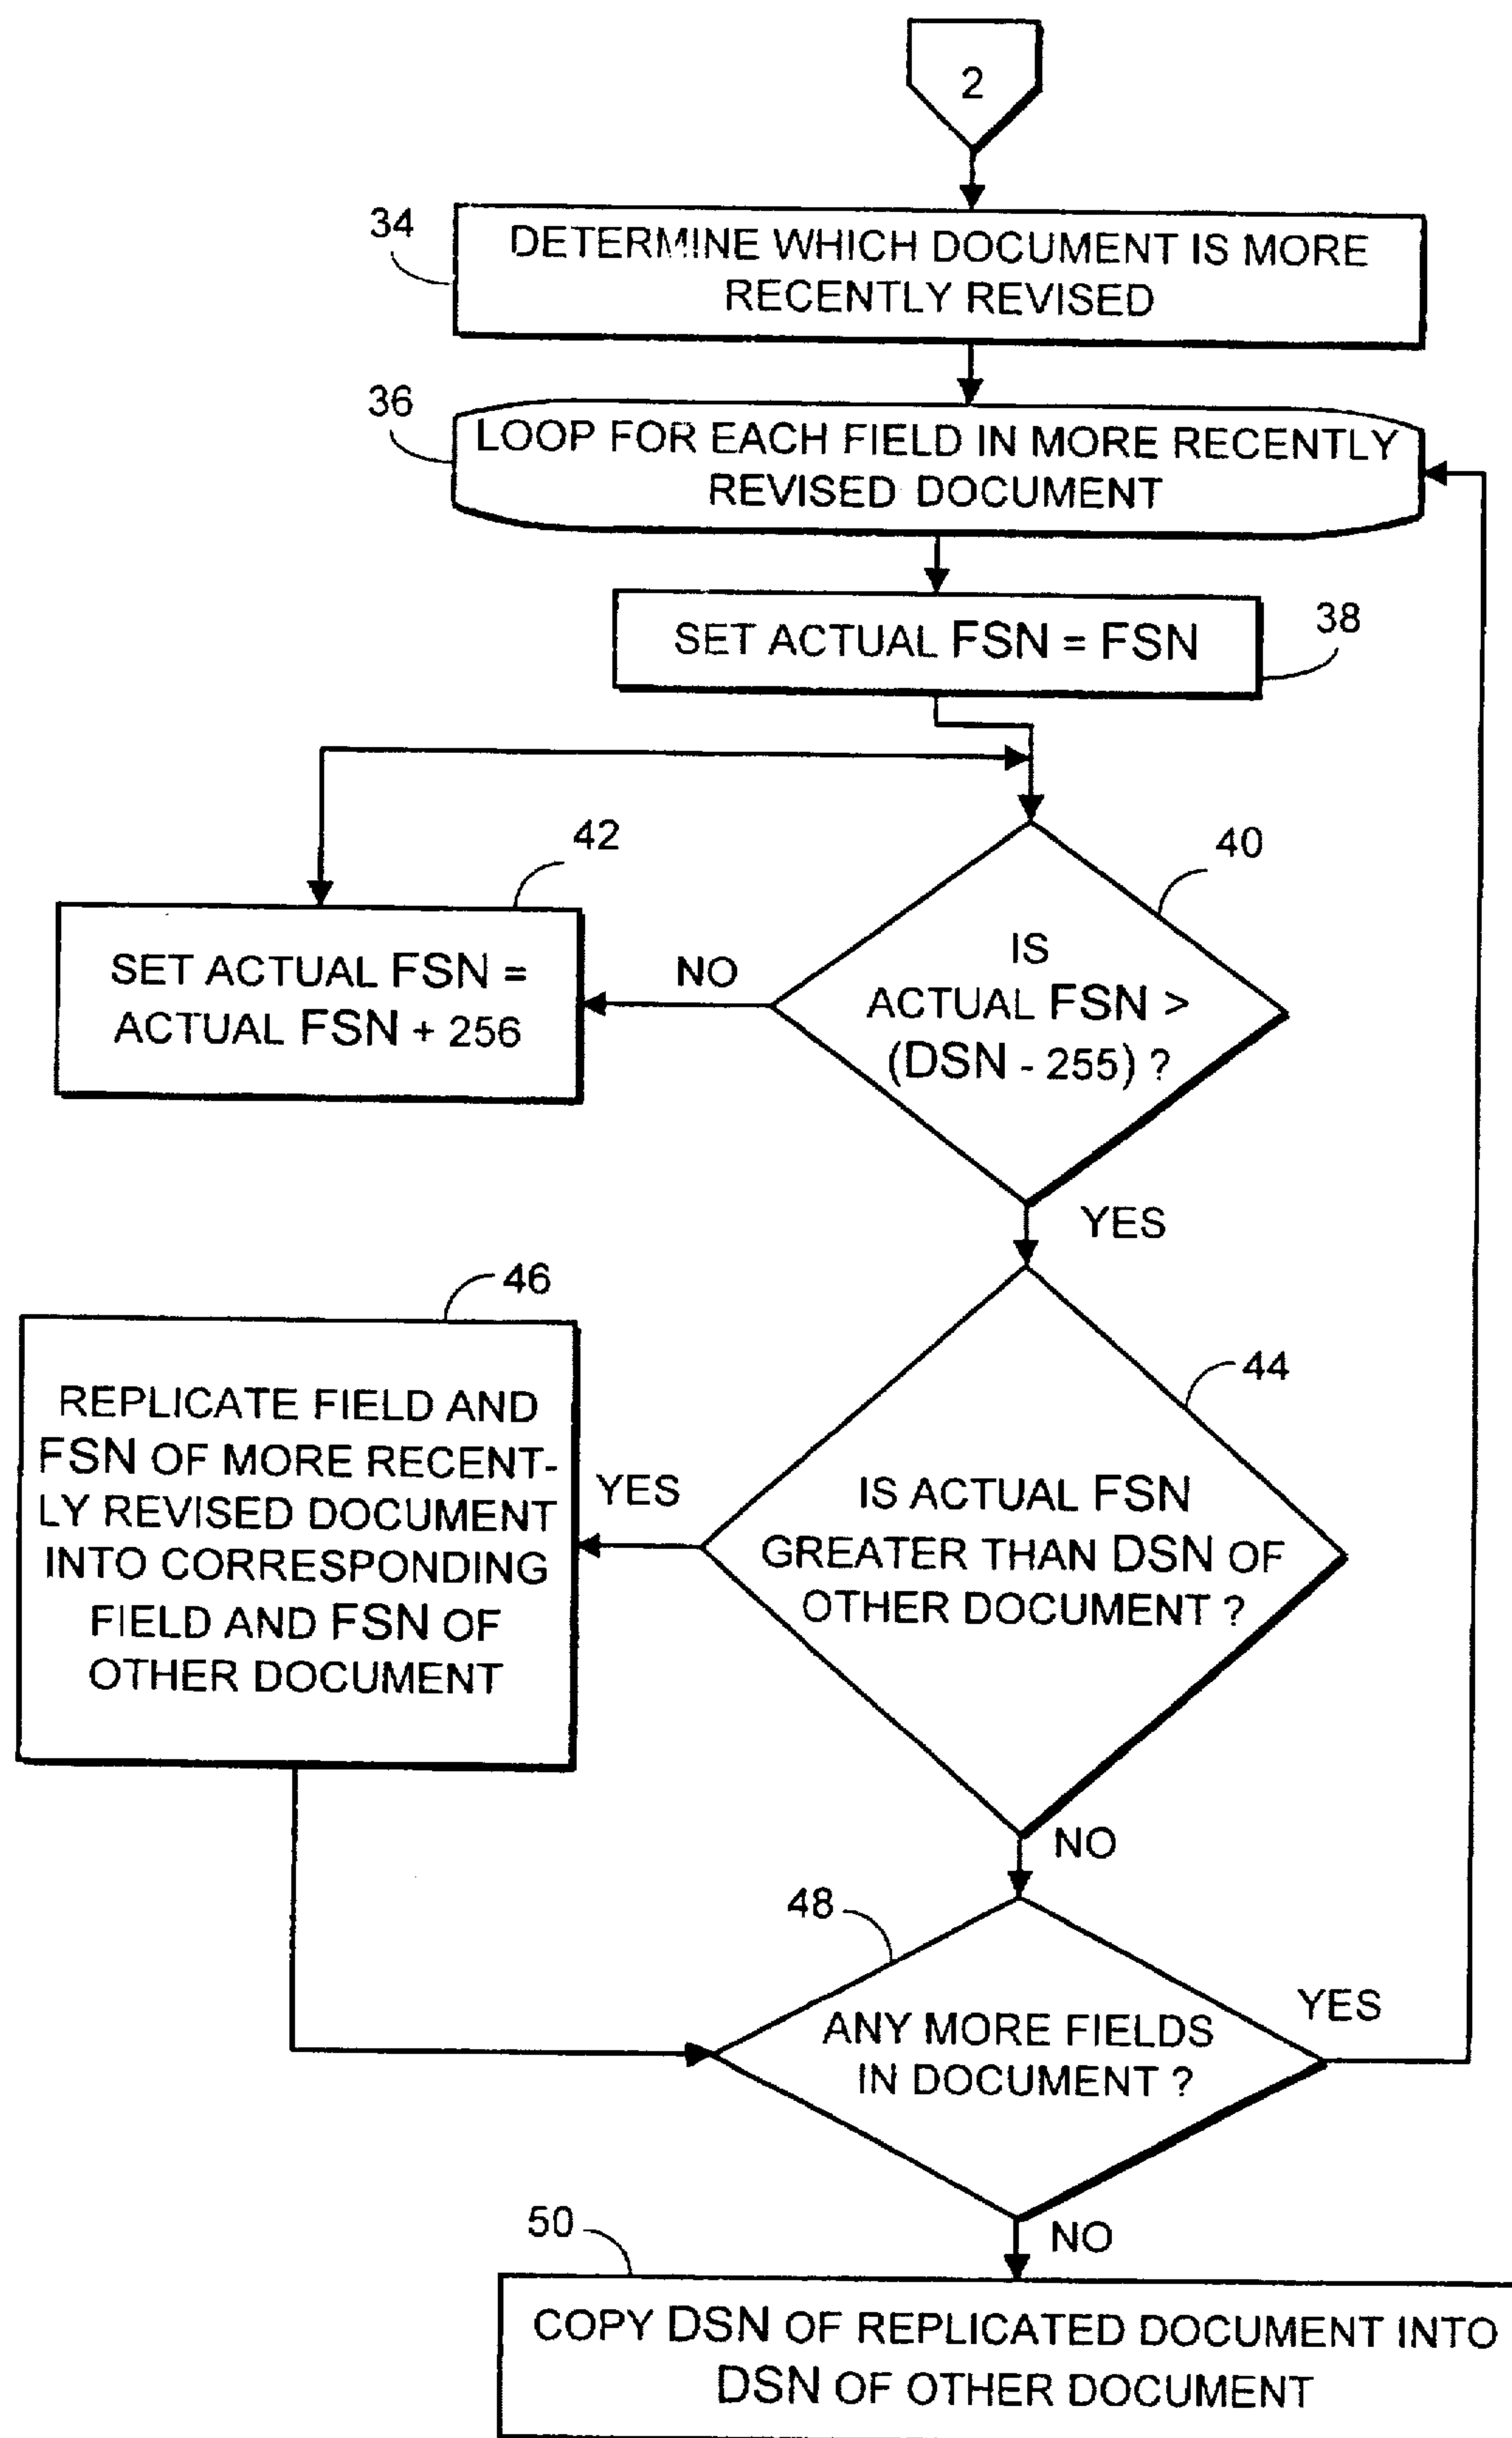 2
34
DETERMINE WHICH DOCUMENT IS MORE
RECENTLY REVISED
36
LOOP FOR EACH FIELD IN MORE RECENTLY
REVISED DOCUMENT
SET ACTUAL FSN = FSN
38
42
40
SET ACTUAL FSN =
ACTUAL FSN + 256
NO
IS
ACTUAL FSN >
(DSN - 255) ?
YES
46
44
REPLICATE FIELD AND
FSN OF MORE RECENT-
LY REVISED DOCUMENT
INTO CORRESPONDING
FIELD AND FSN OF
OTHER DOCUMENT
YES
IS ACTUAL FSN
GREATER THAN DSN OF
OTHER DOCUMENT ?
NO
48
ANY MORE FIELDS
IN DOCUMENT ?
YES
50
NO
COPY DSN OF REPLICATED DOCUMENT INTO
DSN OF OTHER DOCUMENT